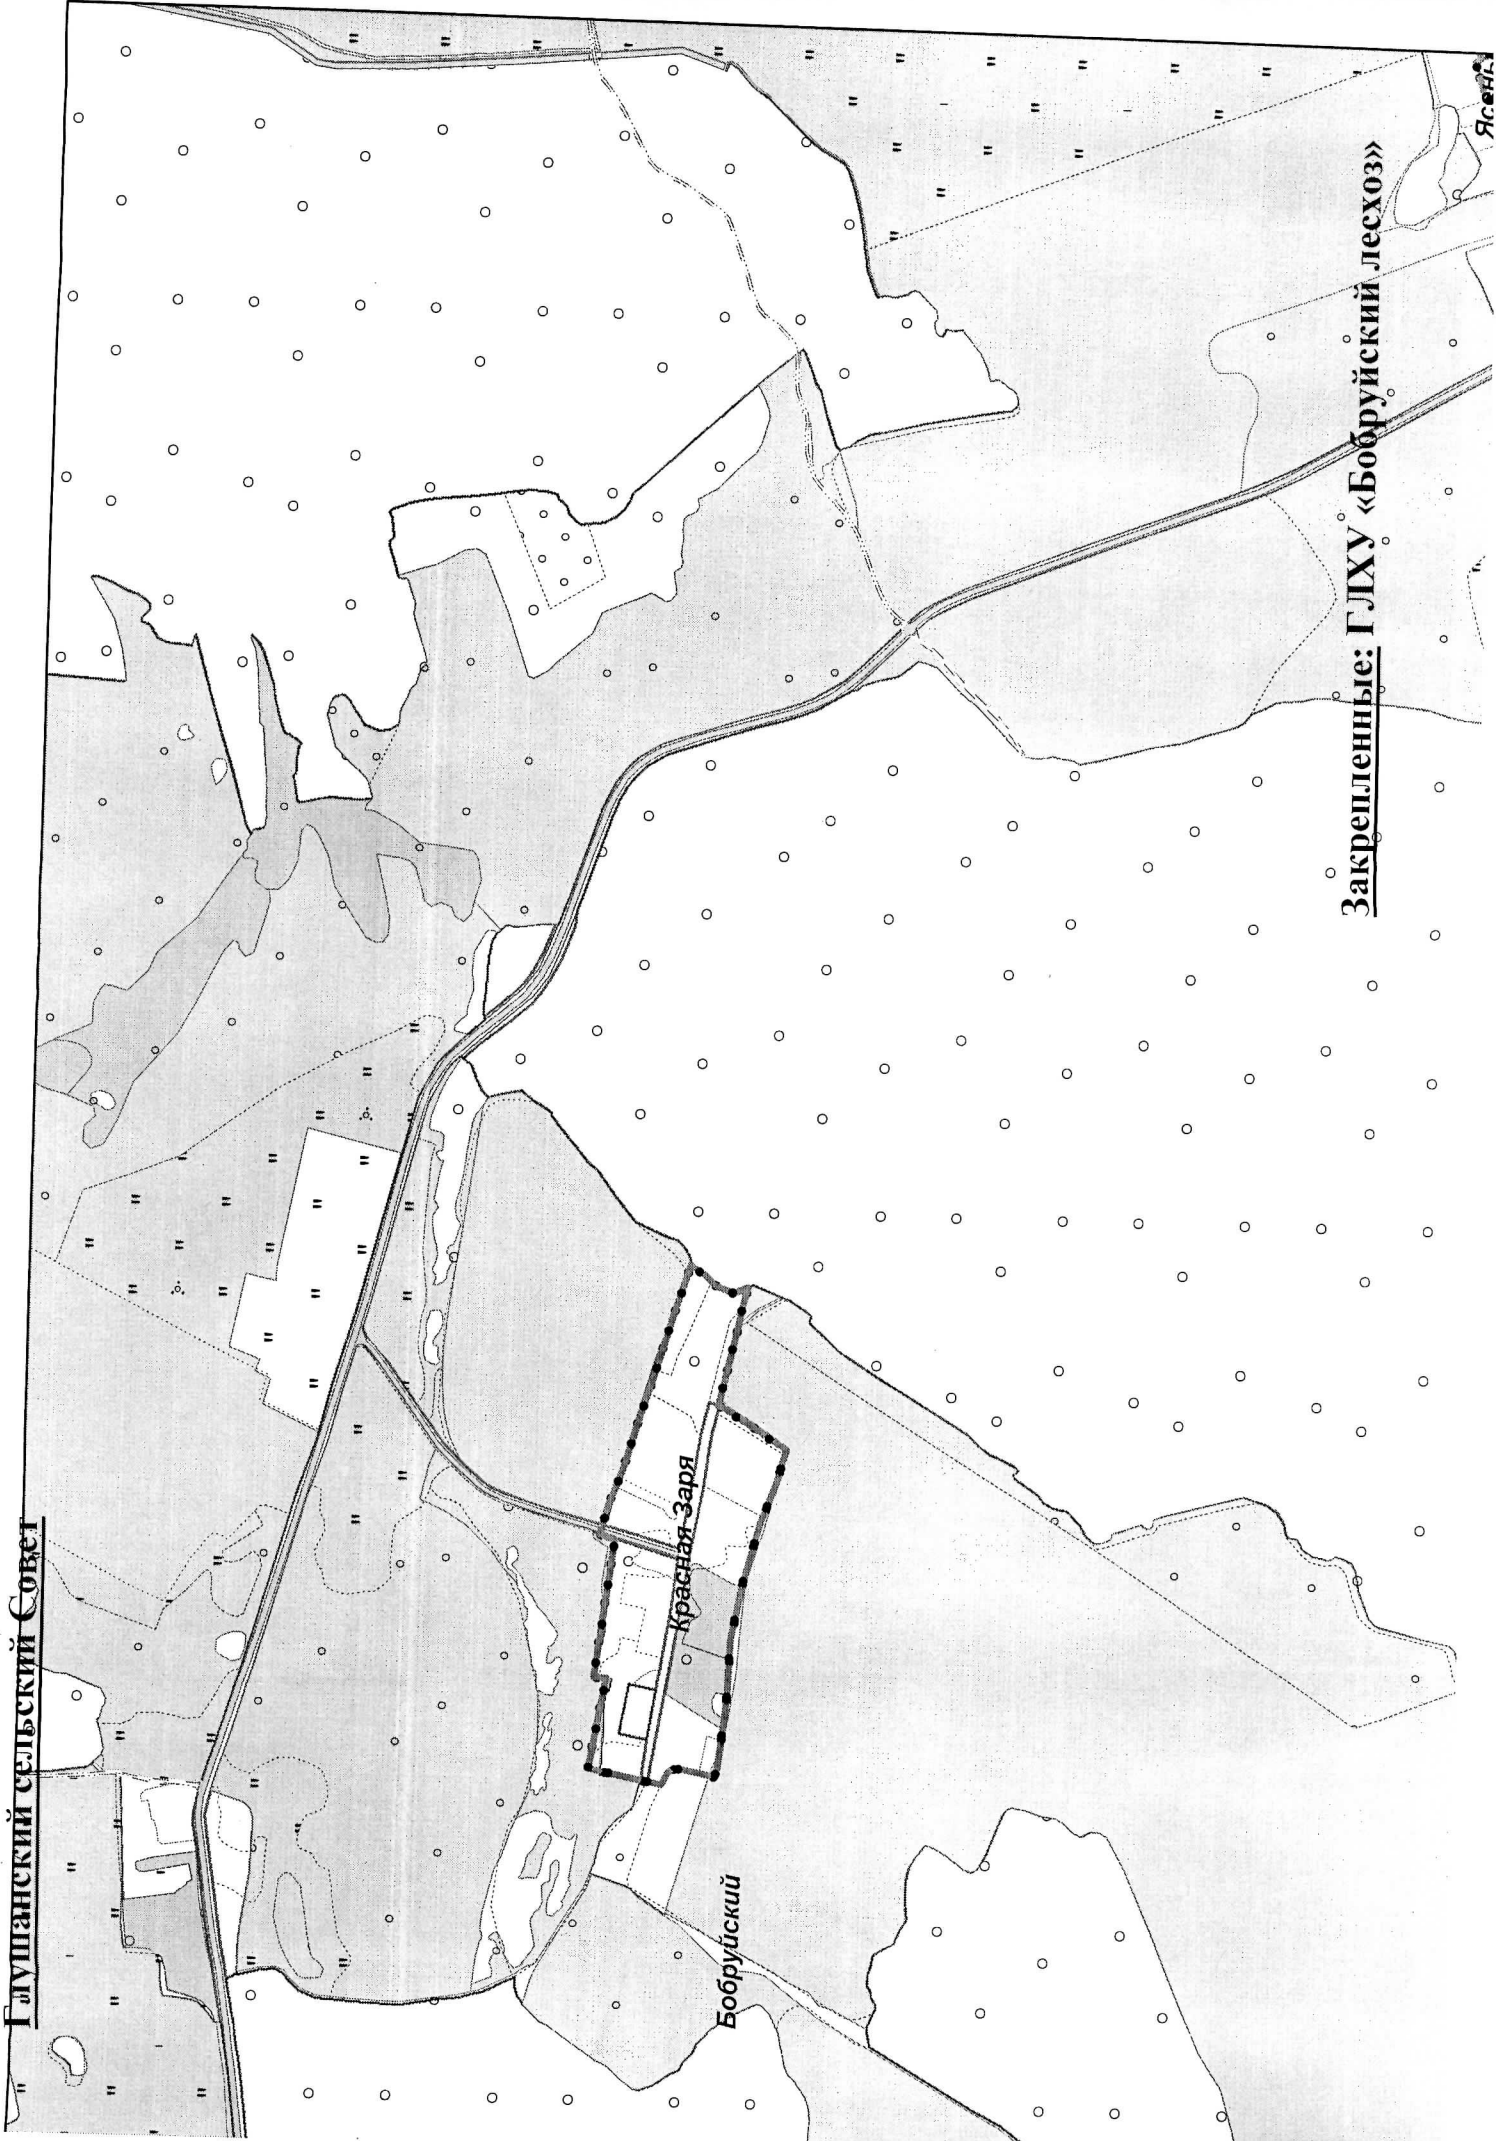 Глушанский сельский Совет
Красная Заря
Бобруйский
Закрепленные: ГЛХУ «Бобруйский лесхоз»